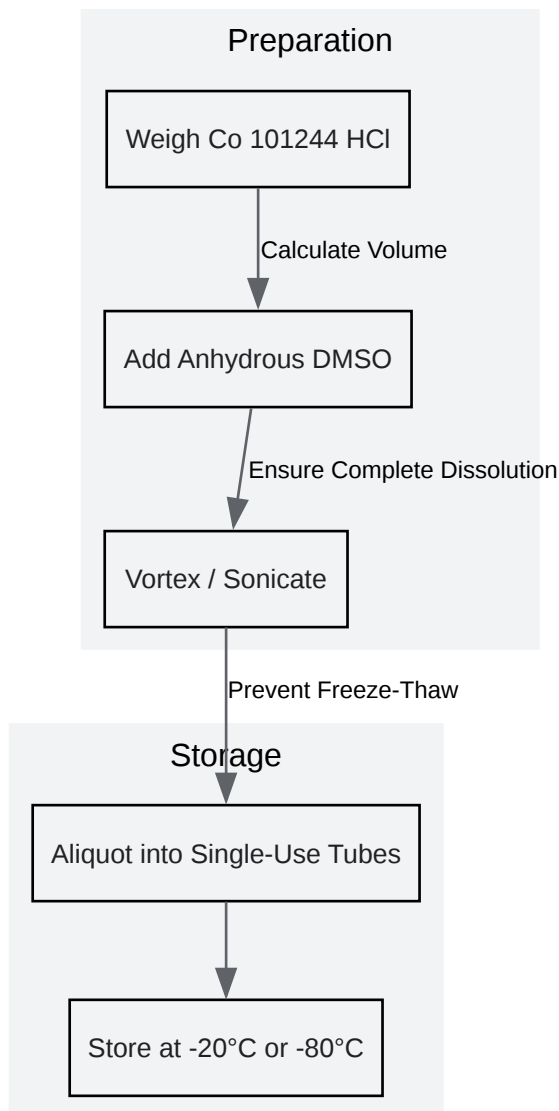 Preparation
Weigh Co 101244 HCl
Calculate Volume
Add Anhydrous DMSO
Ensure Complete Dissolution
Vortex / Sonicate
Prevent Freeze-Thaw
Storage
Aliquot into Single-Use Tubes
Store at -20°C or -80°C